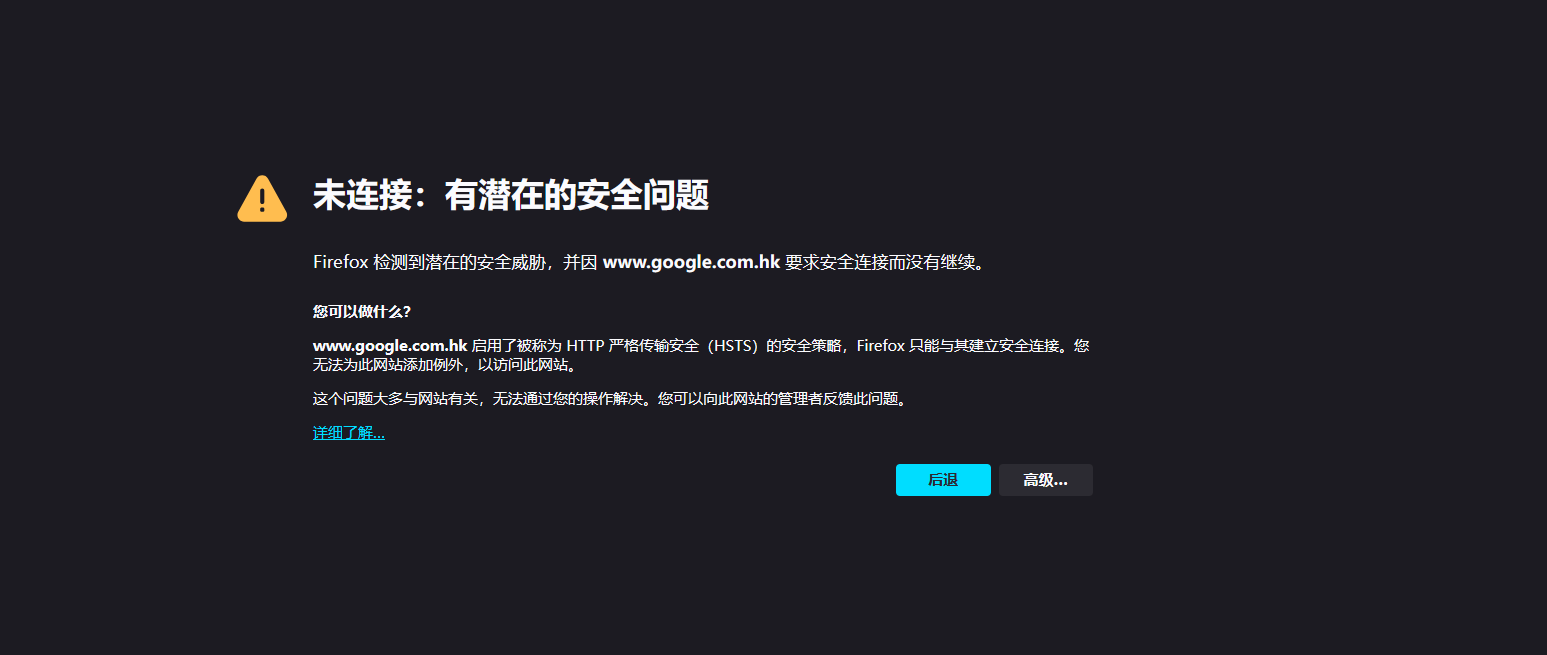 未连接：有潜在的安全问题
Firefox 检测到潜在的安全威胁，并因 www.google.com.hk 要求安全连接而没有继续。
您可以做什么？
www.google.com.hk 启用了被称为 HTTP 严格传输安全（HSTS）的安全策略，Firefox 只能与其建立安全连接。您
无法为此网站添加例外，以访问此网站。
这个问题大多与网站有关，无法通过您的操作解决。您可以向此网站的管理者反馈此问题。
详细了解...
后退
高级...